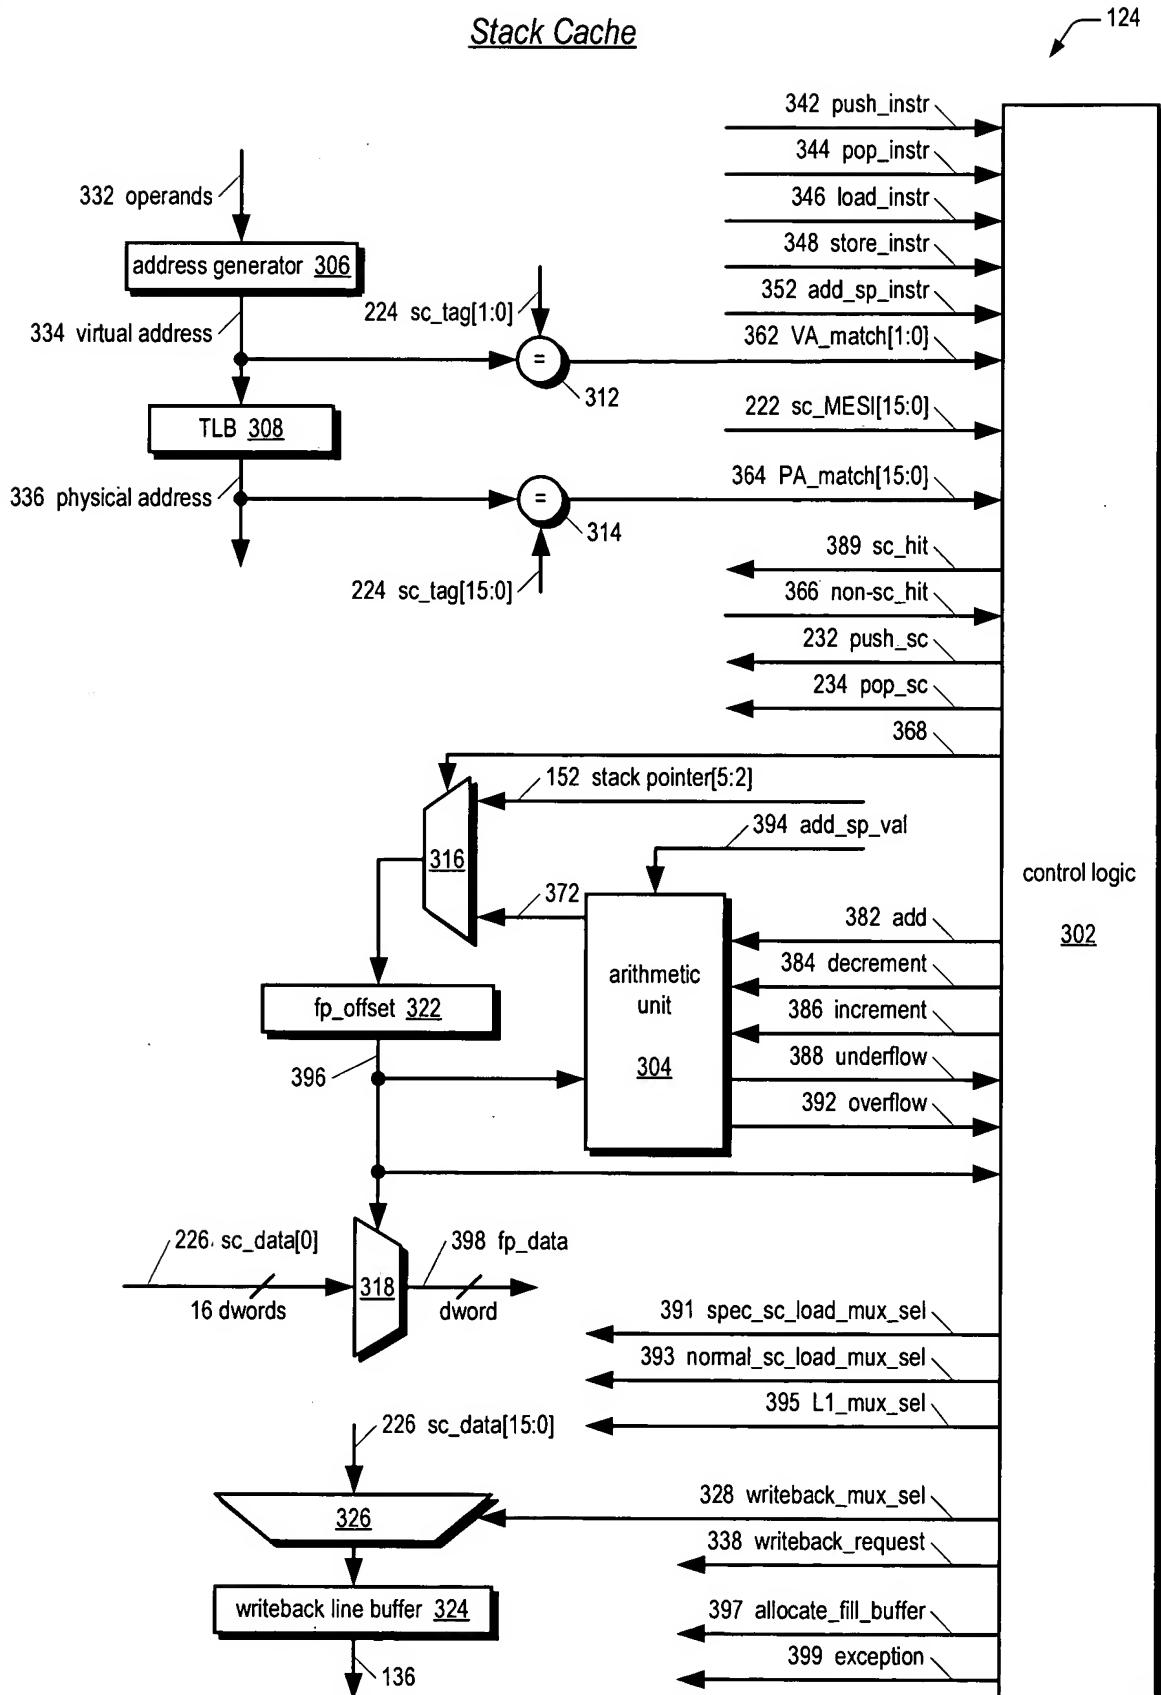 Stack Cache
124
342 push_instr
344 pop_instr
332 operands
346 load_instr
348 store_instr
address generator 306
352 add_sp_instr
224 sc_tag[1:0]
334 virtual address
362 VA_match[1:0]
=
312
222 sc_MESI[15:0]
TLB 308
364 PA_match[15:0]
336 physical address
=
314
389 sc_hit
224 sc_tag[15:0]
366 non-sc_hit
232 push_sc
234 pop_sc
368
152 stack pointer[5:2]
394 add_sp_val
316
control logic
302
372
382 add
384 decrement
arithmetic
unit
304
fp_offset 322
386 increment
388 underflow
396
392 overflow
226 sc_data[0]
398 fp_data
318
16 dwords
dword
391 spec_sc_load_mux_sel
393 normal_sc_load_mux_sel
395 L1_mux_sel
226 sc_data[15:0]
328 writeback_mux_sel
326
338 writeback_request
writeback line buffer 324
397 allocate_fill_buffer
399 exception
136